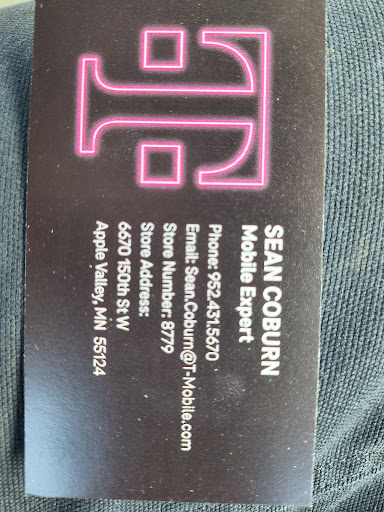 SEAN COBURN
Mobile Expert
Phone: 952.431.5670
Email: Sean.Coburn@T-Mobile.com
Store Number: 8779
Store Address:
6670 150th St W
Apple Valley, MN 55124